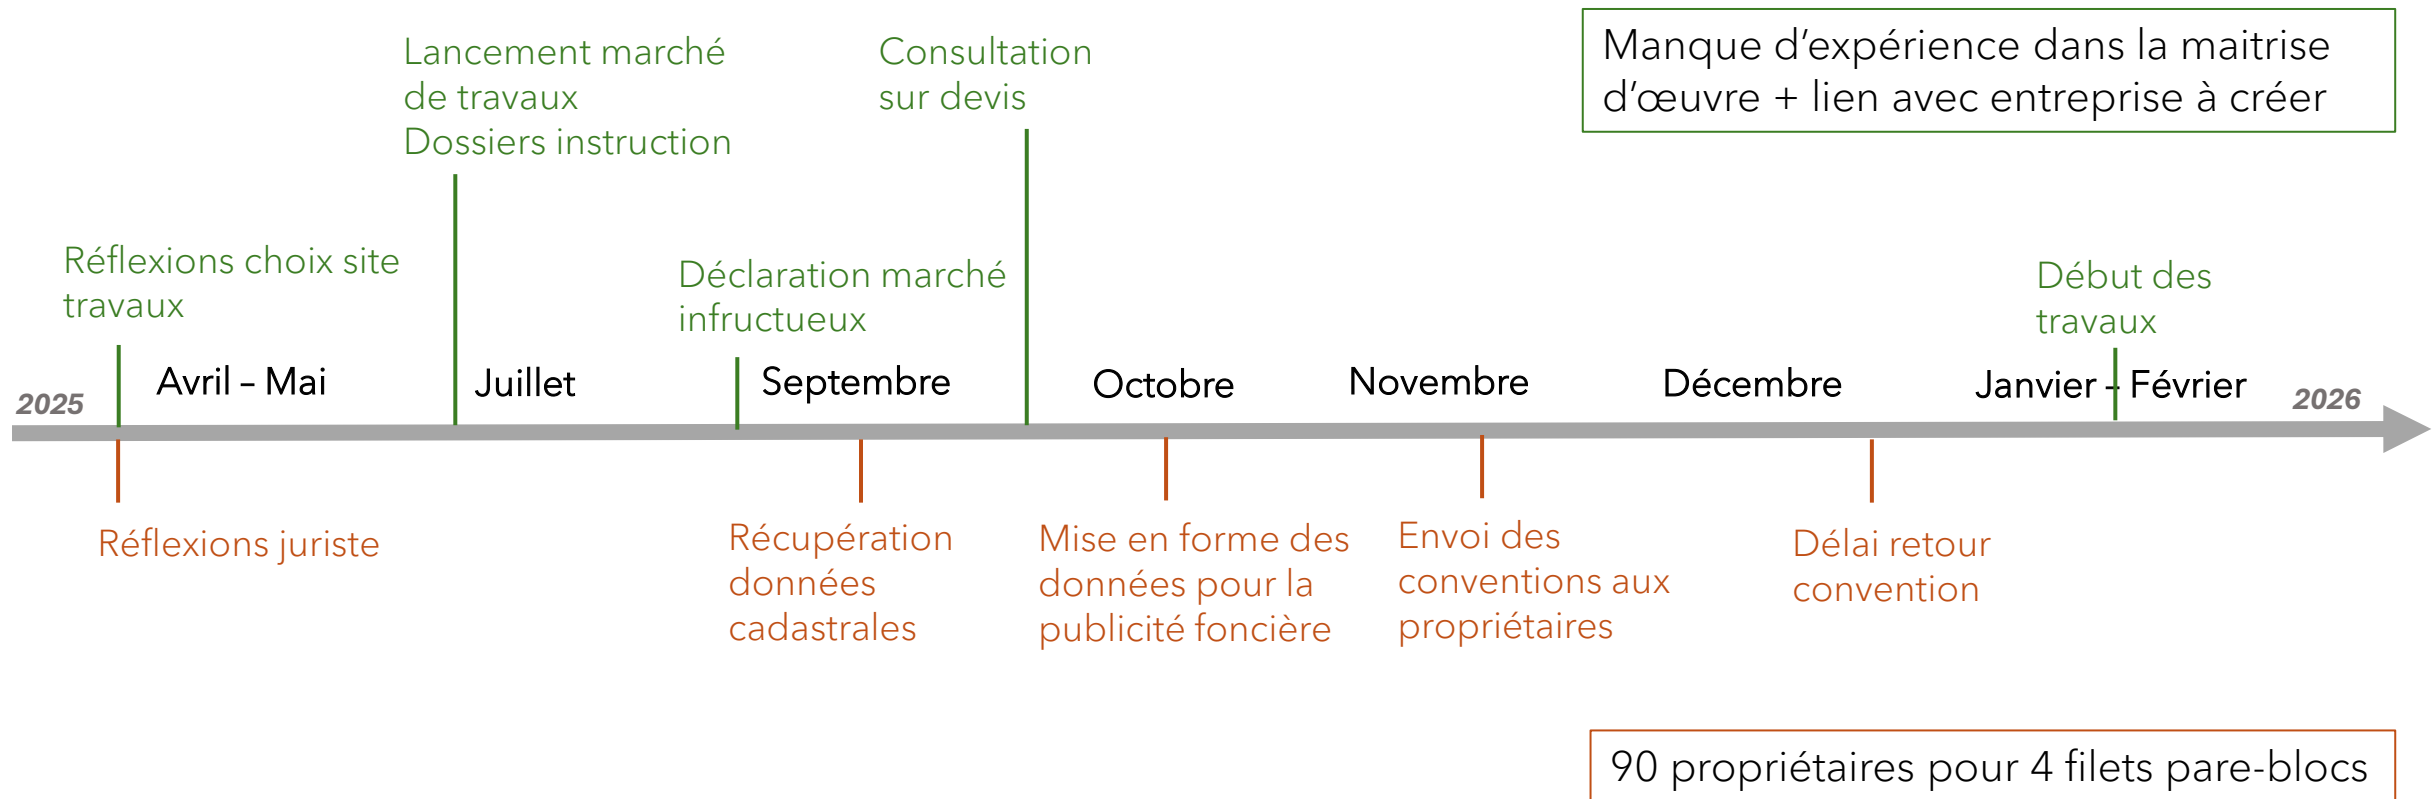 Lancement marché
de travaux
Dossiers instruction
Consultation
sur devis
Manque d’expérience dans la maitrise
d’œuvre + lien avec entreprise à créer
Réflexions choix site
travaux
Déclaration marché
infructueux
Début des
travaux
2025
Avril – Mai
Juillet
Septembre
Octobre
Novembre
Décembre
Janvier – Février
2026
Réflexions juriste
Récupération
données
cadastrales
Mise en forme des
données pour la
publicité foncière
Envoi des
conventions aux
propriétaires
Délai retour
convention
90 propriétaires pour 4 filets pare-blocs